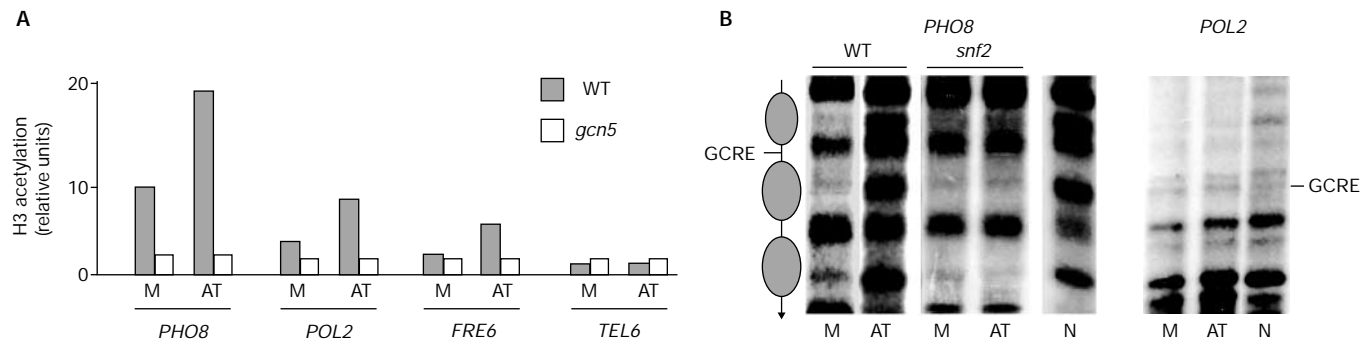 A
H3 acetylation
(relative units)
20
10
0
WT
gcn5
M AT M AT M AT M AT
PHO8 POL2 FRE6 TEL6
B
PHO8 POL2
WT snf2
GCRE
GCRE
M AT M AT N M AT N